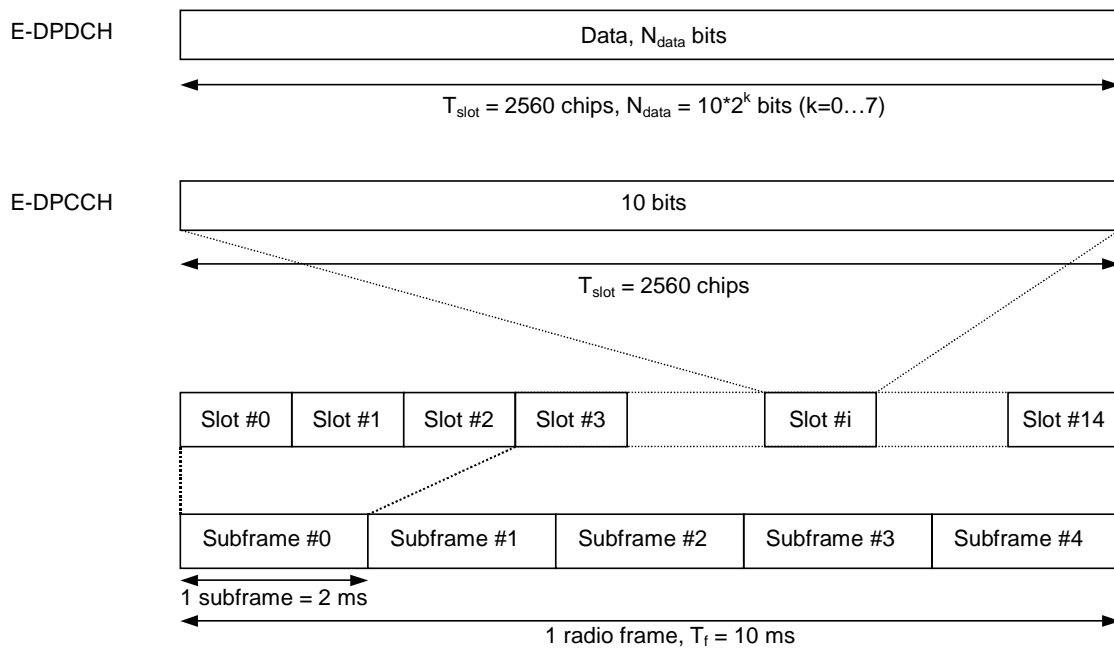 E-DPDCH
Data, Ndata bits
Tslot = 2560 chips, Ndata = 10*2^k bits (k=0…7)
E-DPCCH
10 bits
Tslot = 2560 chips
Slot #0 Slot #1 Slot #2 Slot #3 Slot #i Slot #14
Subframe #0 Subframe #1 Subframe #2 Subframe #3 Subframe #4
1 subframe = 2 ms
1 radio frame, Tf = 10 ms